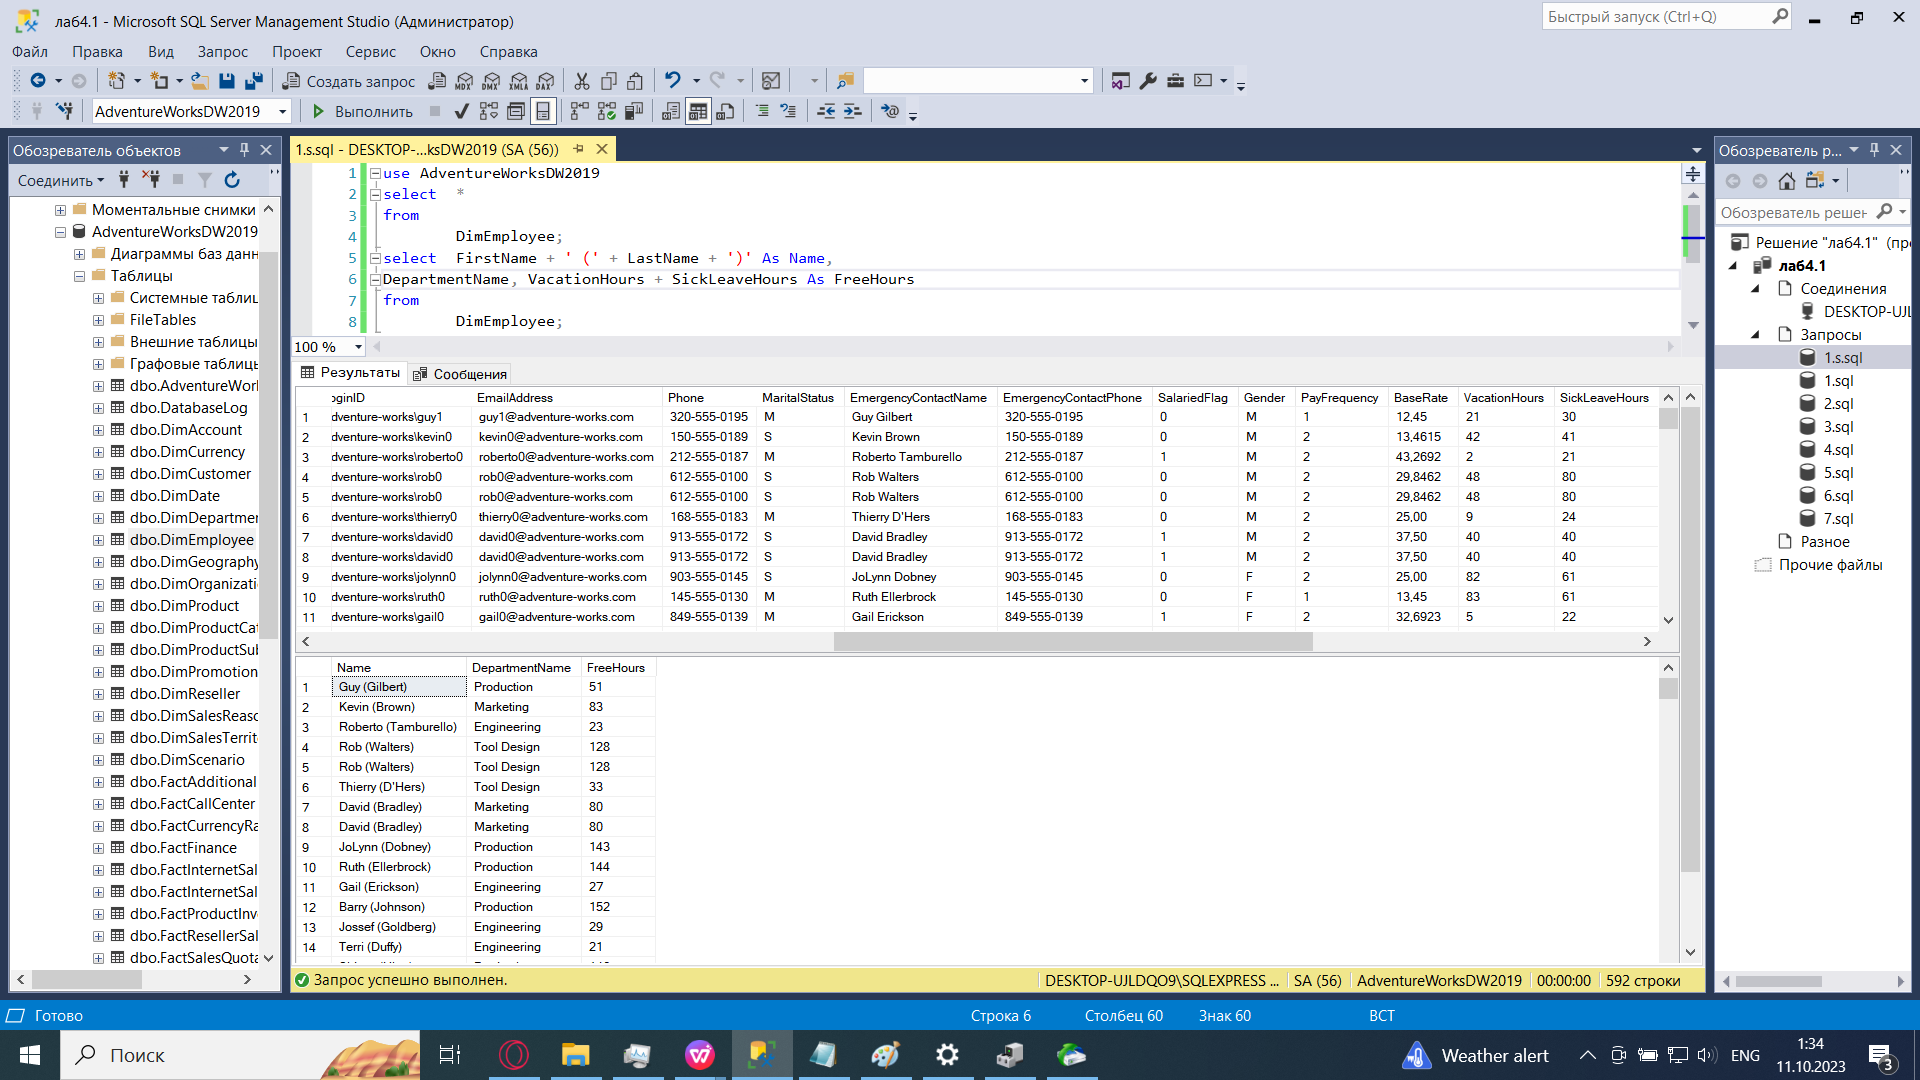 ла64.1 - Microsoft SQL Server Management Studio (Администратор)
Быстрый запуск (Ctrl+Q)
Файл Правка Вид Запрос Проект Сервис Окно Справка
Создать запрос
MDX DMX XMLA DAX
AdventureWorksDW2019 Выполнить
Обозреватель объектов
Соединить
Моментальные снимки
AdventureWorksDW2019
Диаграммы баз данн
Таблицы
Системные таблиц
FileTables
Внешние таблицы
Графовые таблиць
dbo.AdventureWorl
dbo.DatabaseLog
dbo.DimAccount
dbo.DimCurrency
dbo.DimCustomer
dbo.DimDate
dbo.DimDepartmer
dbo.DimEmployee
dbo.DimGeography
dbo.DimOrganizati
dbo.DimProduct
dbo.DimProductCat
dbo.DimProductSul
dbo.DimPromotion
dbo.DimReseller
dbo.DimSalesReasc
dbo.DimSalesTerrit
dbo.DimScenario
dbo.FactAdditional
dbo.FactCallCenter
dbo.FactCurrencyRa
dbo.FactFinance
dbo.FactInternetSal
dbo.FactInternetSal
dbo.FactProductInv
dbo.FactResellerSal
dbo.FactSalesQuota
1.s.sql - DESKTOP-...ksDW2019 (SA (56))
1 use AdventureWorksDW2019
2 select *
3 from
4 DimEmployee;
5 select FirstName + ' (' + LastName + ')' As Name,
6 DepartmentName, VacationHours + SickLeaveHours As FreeHours
7 from
8 DimEmployee;
100 %
Результаты Сообщения
oginID EmailAddress Phone MaritalStatus EmergencyContactName EmergencyContactPhone SalariedFlag Gender PayFrequency BaseRate VacationHours SickLeaveHours
1 dventure-works\guy1 guy1@adventure-works.com 320-555-0195 M Guy Gilbert 320-555-0195 0 M 1 12,45 21 30
2 dventure-works\kevin0 kevin0@adventure-works.com 150-555-0189 S Kevin Brown 150-555-0189 0 M 2 13,4615 42 41
3 dventure-works\roberto0 roberto0@adventure-works.com 212-555-0187 M Roberto Tamburello 212-555-0187 1 M 2 43,2692 2 21
4 dventure-works\rob0 rob0@adventure-works.com 612-555-0100 S Rob Walters 612-555-0100 0 M 2 29,8462 48 80
5 dventure-works\rob0 rob0@adventure-works.com 612-555-0100 S Rob Walters 612-555-0100 0 M 2 29,8462 48 80
6 dventure-works\thierry0 thierry0@adventure-works.com 168-555-0183 M Thierry D'Hers 168-555-0183 0 M 2 25,00 9 24
7 dventure-works\david0 david0@adventure-works.com 913-555-0172 S David Bradley 913-555-0172 1 M 2 37,50 40 40
8 dventure-works\david0 david0@adventure-works.com 913-555-0172 S David Bradley 913-555-0172 1 M 2 37,50 40 40
9 dventure-works\jolynn0 jolynn0@adventure-works.com 903-555-0145 S JoLynn Dobney 903-555-0145 0 F 2 25,00 82 61
10 dventure-works\ruth0 ruth0@adventure-works.com 145-555-0130 M Ruth Ellerbrock 145-555-0130 0 F 1 13,45 83 61
11 dventure-works\gail0 gail0@adventure-works.com 849-555-0139 M Gail Erickson 849-555-0139 1 F 2 32,6923 5 22
Name DepartmentName FreeHours
1 Guy (Gilbert) Production 51
2 Kevin (Brown) Marketing 83
3 Roberto (Tamburello) Engineering 23
4 Rob (Walters) Tool Design 128
5 Rob (Walters) Tool Design 128
6 Thierry (D'Hers) Tool Design 33
7 David (Bradley) Marketing 80
8 David (Bradley) Marketing 80
9 JoLynn (Dobney) Production 143
10 Ruth (Ellerbrock) Production 144
11 Gail (Erickson) Engineering 27
12 Barry (Johnson) Production 152
13 Jossef (Goldberg) Engineering 29
14 Terri (Duffy) Engineering 21
Запрос успешно выполнен. DESKTOP-UJLDQO9\SQLEXPRESS ... SA (56) AdventureWorksDW2019 00:00:00 592 строки
Обозреватель р...
Обозреватель решен
Решение "ла64.1" (про
ла64.1
Соединения
DESKTOP-UJL
Запросы
1.s.sql
1.sql
2.sql
3.sql
4.sql
5.sql
6.sql
7.sql
Разное
Прочие файлы
Готово Строка 6 Столбец 60 Знак 60 ВСТ
Поиск
Weather alert ENG
1:34
11.10.2023
3